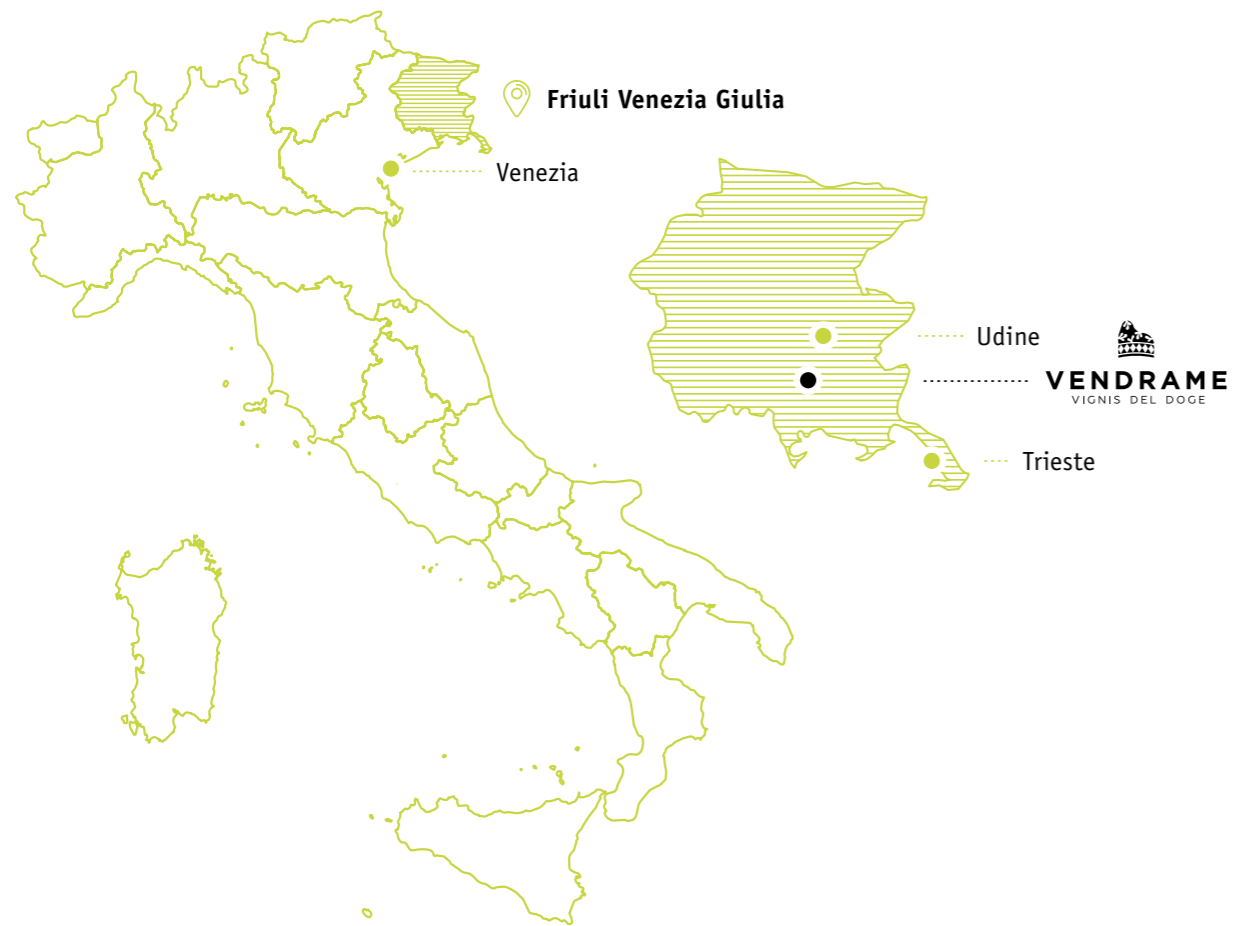 Friuli Venezia Giulia
Venezia
Udine
VENDRAME
VIGNIS DEL DOGE
Trieste